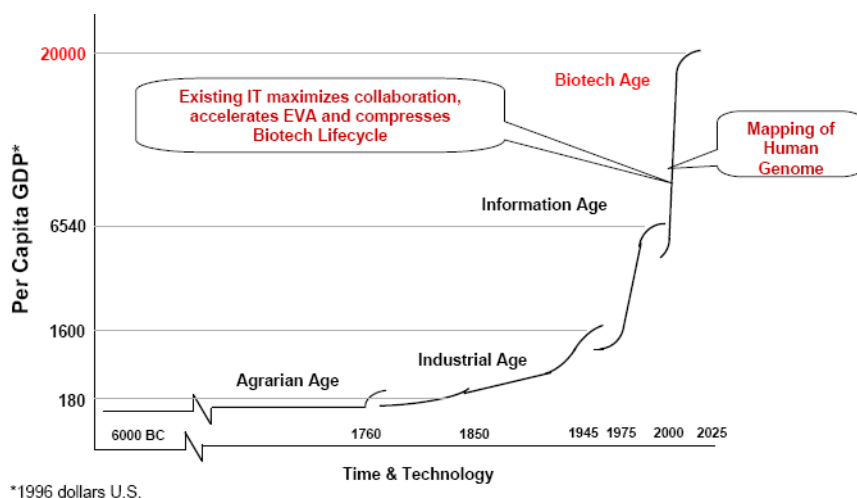 20000
Biotech Age
Existing IT maximizes collaboration,
accelerates EVA and compresses
Biotech Lifecycle
Mapping of
Human
Genome
Per Capita GDP*
Information Age
6540
1600
Industrial Age
Agrarian Age
180
6000 BC 1760 1850 1945 1975 2000 2025
Time & Technology
*1996 dollars U.S.